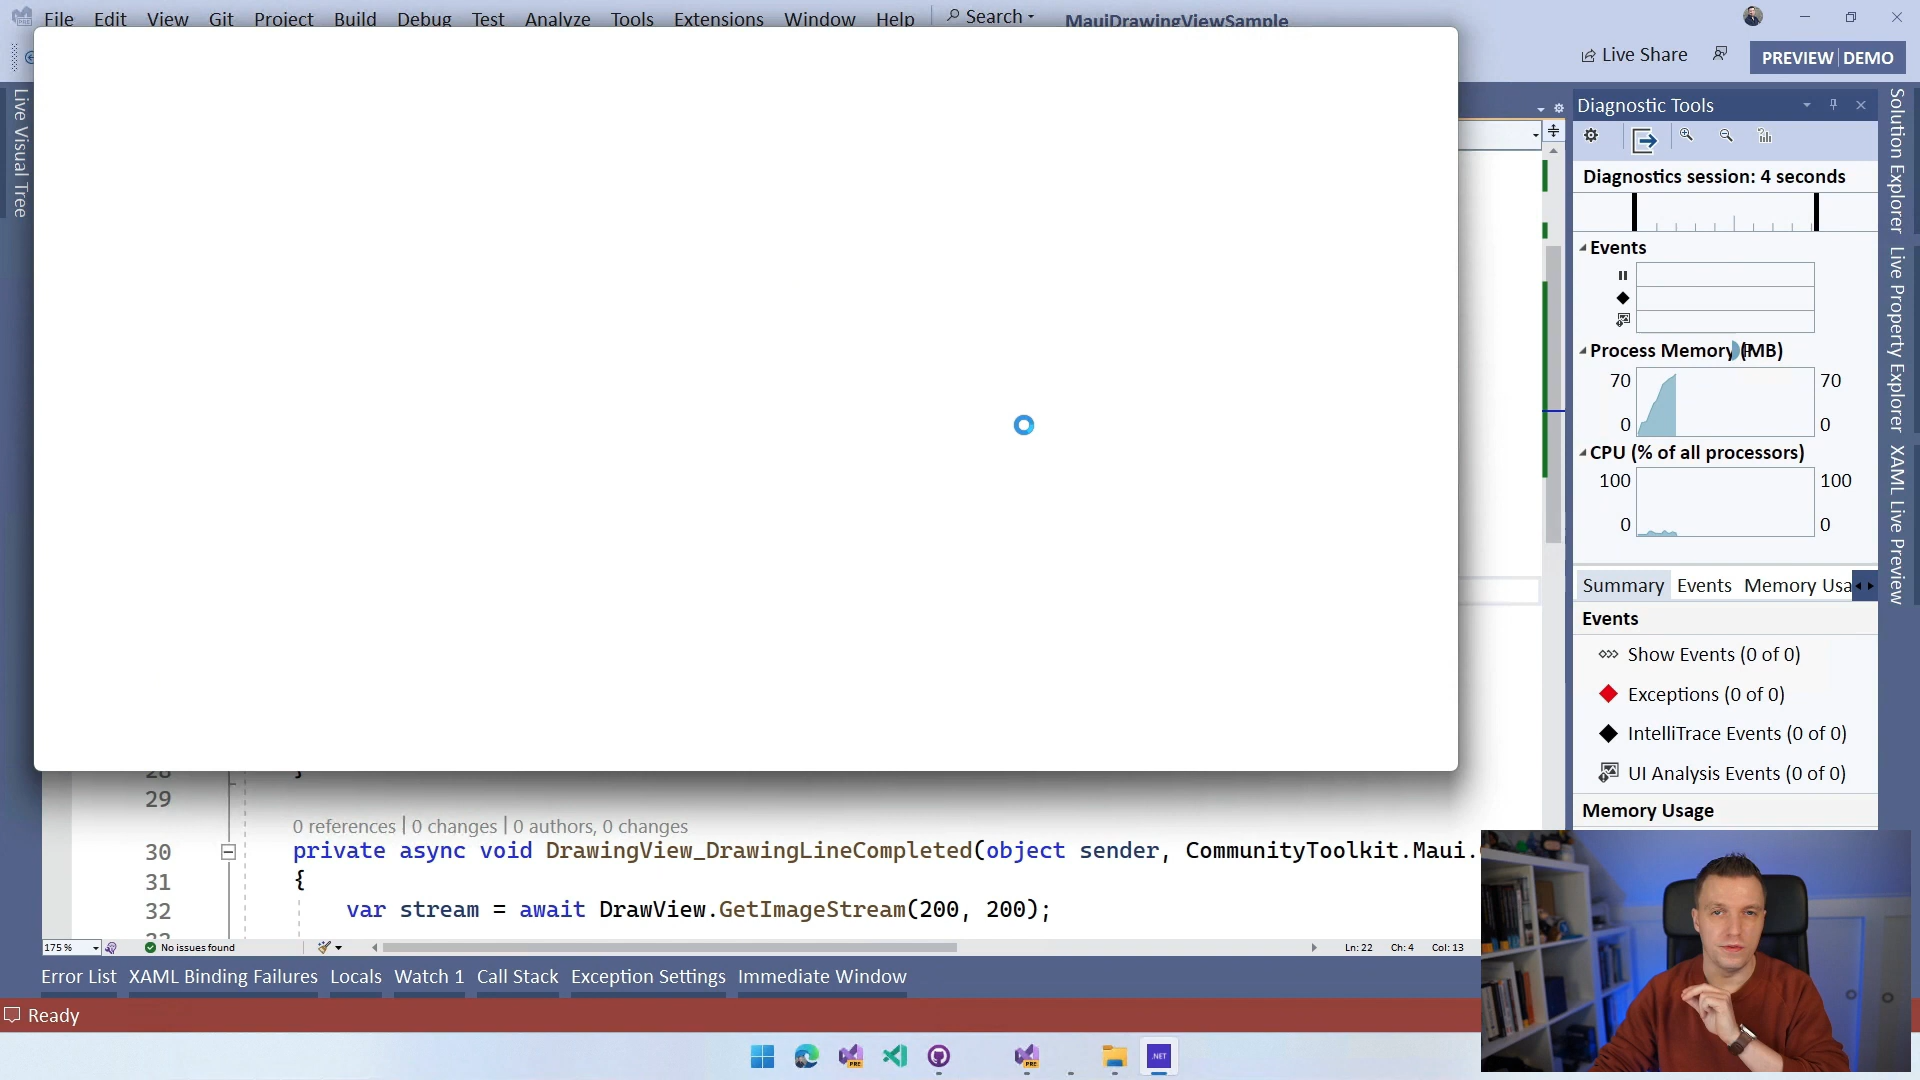 File Edit View Git Project Build Debug Test Analyze Tools Extensions Window Help Search MauiDrawingViewSample
Live Share PREVIEW DEMO
Live Visual Tree
Diagnostic Tools
Diagnostics session: 4 seconds
Events
Process Memory (MB)
70 70
0 0
CPU (% of all processors)
100 100
0 0
Summary Events Memory Usa
Events
Show Events (0 of 0)
Exceptions (0 of 0)
IntelliTrace Events (0 of 0)
UI Analysis Events (0 of 0)
Memory Usage
Solution Explorer
Live Property Explorer
XAML Live Preview
28 }
29
0 references | 0 changes | 0 authors, 0 changes
30 private async void DrawingView_DrawingLineCompleted(object sender, CommunityToolkit.Maui.
31 {
32 var stream = await DrawView.GetImageStream(200, 200);
175 % No issues found Ln: 22 Ch: 4 Col: 13
Error List XAML Binding Failures Locals Watch 1 Call Stack Exception Settings Immediate Window
Ready
PRE PRE .NET